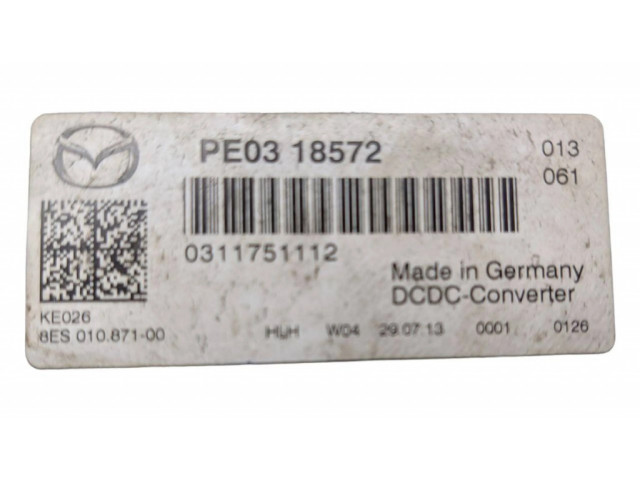 PE03 18572
013
061
0311751112
Made in Germany
DCDC-Converter
KE026
8ES 010.871-00
HUH W04 29.07.13 0001 0126